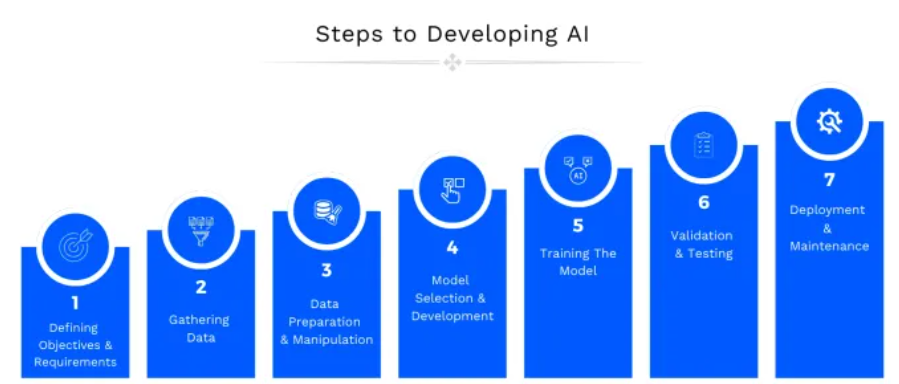 Steps to Developing AI
1
Defining
Objectives &
Requirements
2
Gathering
Data
3
Data
Preparation
& Manipulation
4
Model
Selection &
Development
AI
5
Training The
Model
6
Validation
& Testing
7
Deployment
&
Maintenance